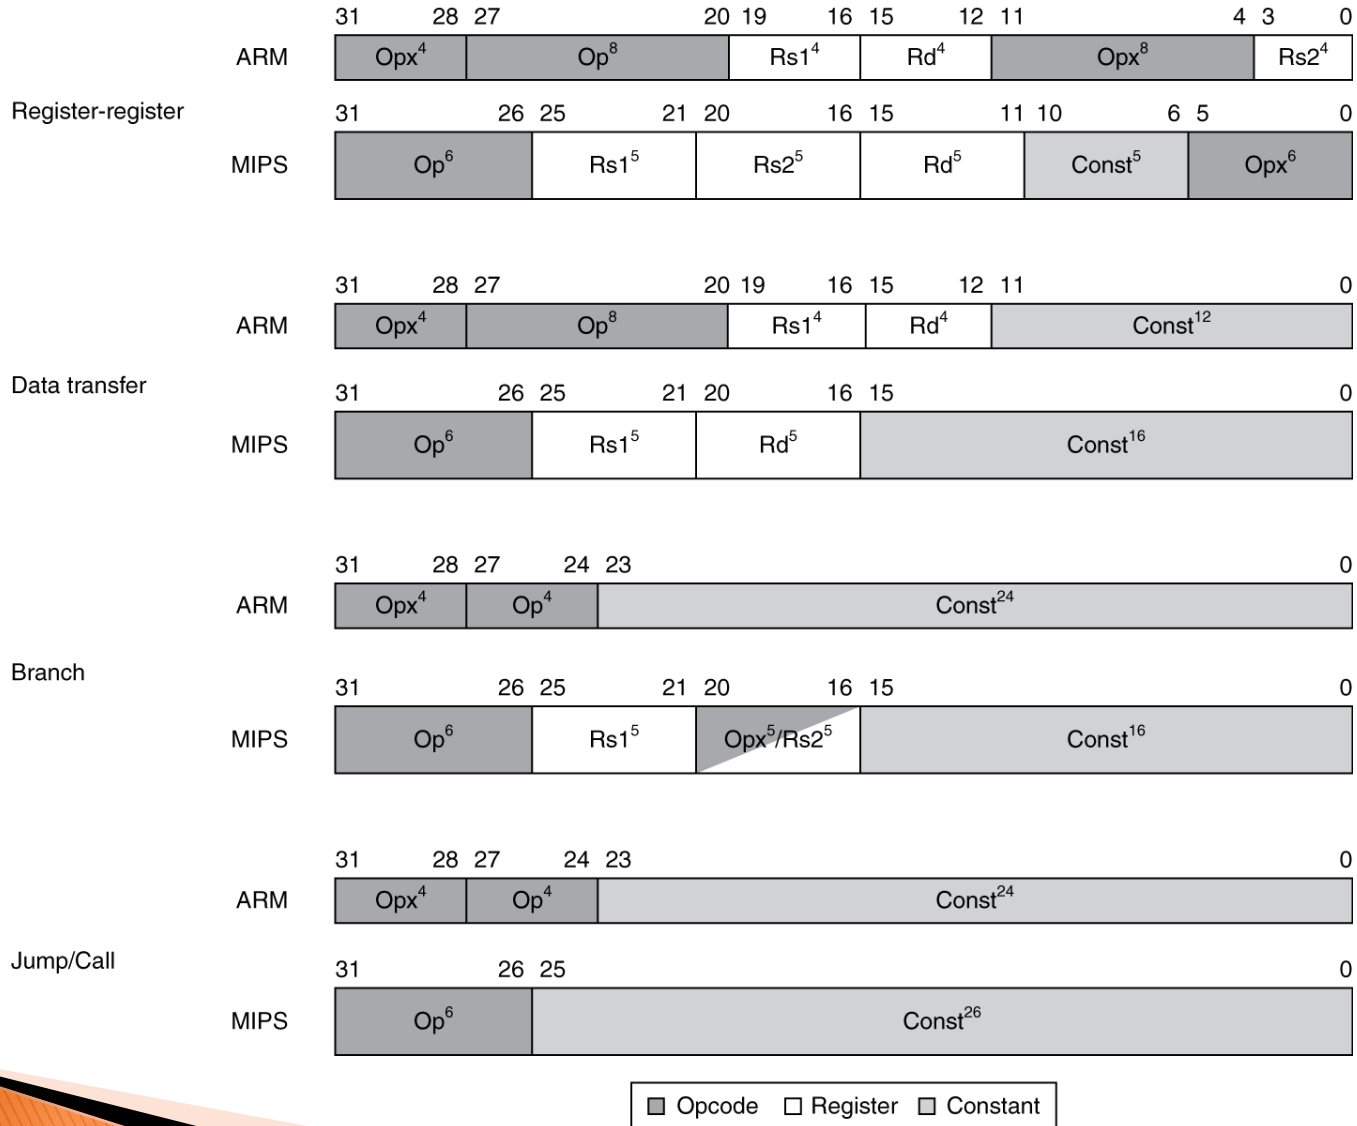 31 28 27 20 19 16 15 12 11 4 3 0
ARM Opx4 Op8 Rs14 Rd4 Opx8 Rs24
Register-register
31 26 25 21 20 16 15 11 10 6 5 0
MIPS Op6 Rs15 Rs25 Rd5 Const5 Opx6
31 28 27 20 19 16 15 12 11 0
ARM Opx4 Op8 Rs14 Rd4 Const12
Data transfer
31 26 25 21 20 16 15 0
MIPS Op6 Rs15 Rd5 Const16
31 28 27 24 23 0
ARM Opx4 Op4 Const24
Branch
31 26 25 21 20 16 15 0
MIPS Op6 Rs15 Opx5/Rs25 Const16
31 28 27 24 23 0
ARM Opx4 Op4 Const24
Jump/Call
31 26 25 0
MIPS Op6 Const26
Opcode Register Constant